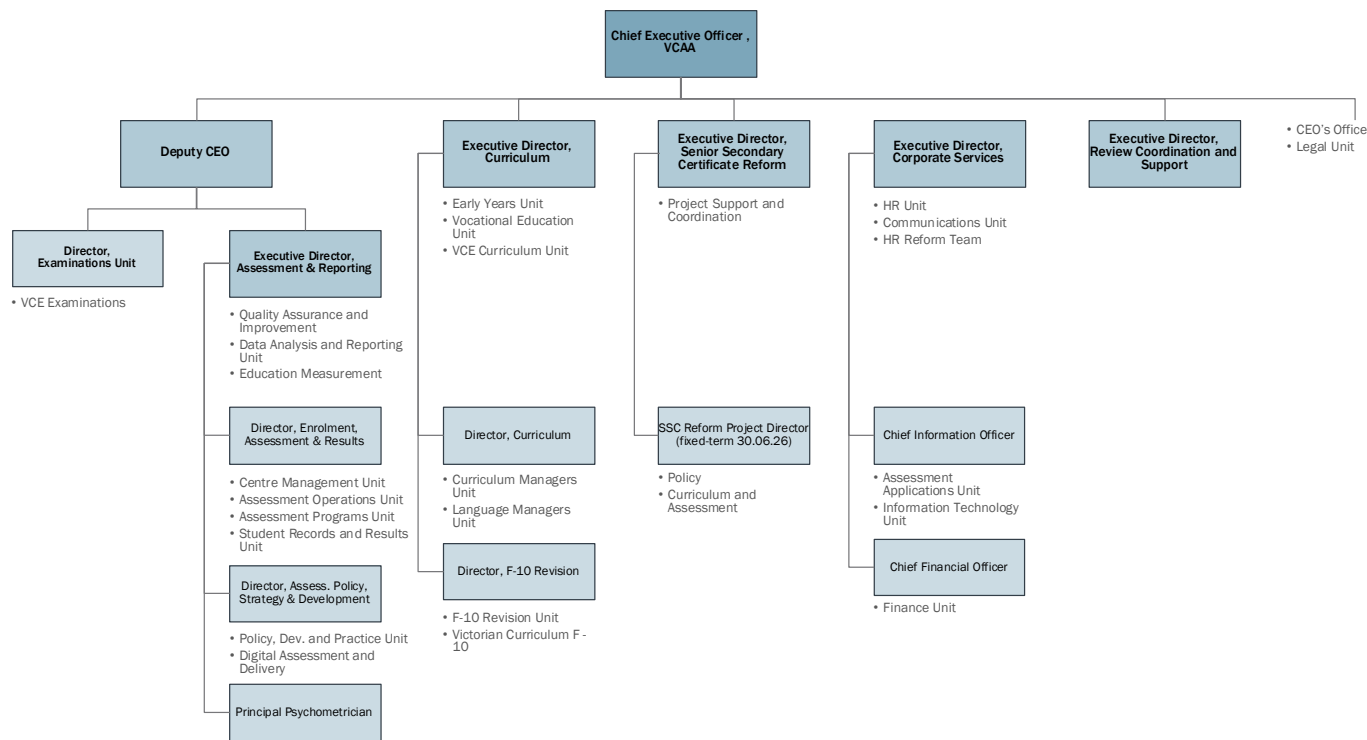 Chief Executive Officer ,
VCAA
Deputy CEO
Executive Director,
Curriculum
Executive Director,
Senior Secondary
Certificate Reform
Executive Director,
Corporate Services
Executive Director,
Review Coordination and
Support
• CEO's Office
• Legal Unit
Director,
Examinations Unit
• VCE Examinations
Executive Director,
Assessment & Reporting
• Quality Assurance and
Improvement
• Data Analysis and Reporting
Unit
• Education Measurement
Director, Enrolment,
Assessment & Results
• Centre Management Unit
• Assessment Operations Unit
• Assessment Programs Unit
• Student Records and Results
Unit
Director, Assess. Policy,
Strategy & Development
• Policy, Dev. and Practice Unit
• Digital Assessment and
Delivery
Principal Psychometrician
• Early Years Unit
• Vocational Education
Unit
• VCE Curriculum Unit
Director, Curriculum
• Curriculum Managers
Unit
• Language Managers
Unit
Director, F-10 Revision
• F-10 Revision Unit
• Victorian Curriculum F -
10
• Project Support and
Coordination
SSC Reform Project Director
(fixed-term 30.06.26)
• Policy
• Curriculum and
Assessment
• HR Unit
• Communications Unit
• HR Reform Team
Chief Information Officer
• Assessment
Applications Unit
• Information Technology
Unit
Chief Financial Officer
• Finance Unit